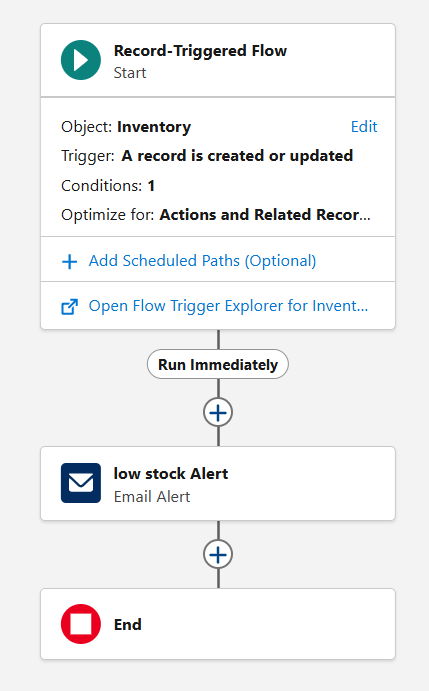 Record-Triggered Flow
Start
Object: Inventory Edit
Trigger: A record is created or updated
Conditions: 1
Optimize for: Actions and Related Recor...
Add Scheduled Paths (Optional)
Open Flow Trigger Explorer for Invent...
Run Immediately
low stock Alert
Email Alert
End